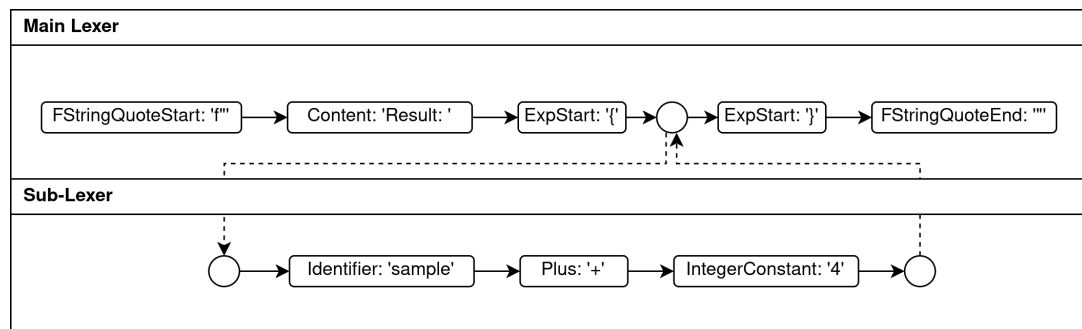 Main Lexer
FStringQuoteStart: 'f"'
Content: 'Result: '
ExpStart: '{'
ExpStart: '}'
FStringQuoteEnd: '"'
Sub-Lexer
Identifier: 'sample'
Plus: '+'
IntegerConstant: '4'